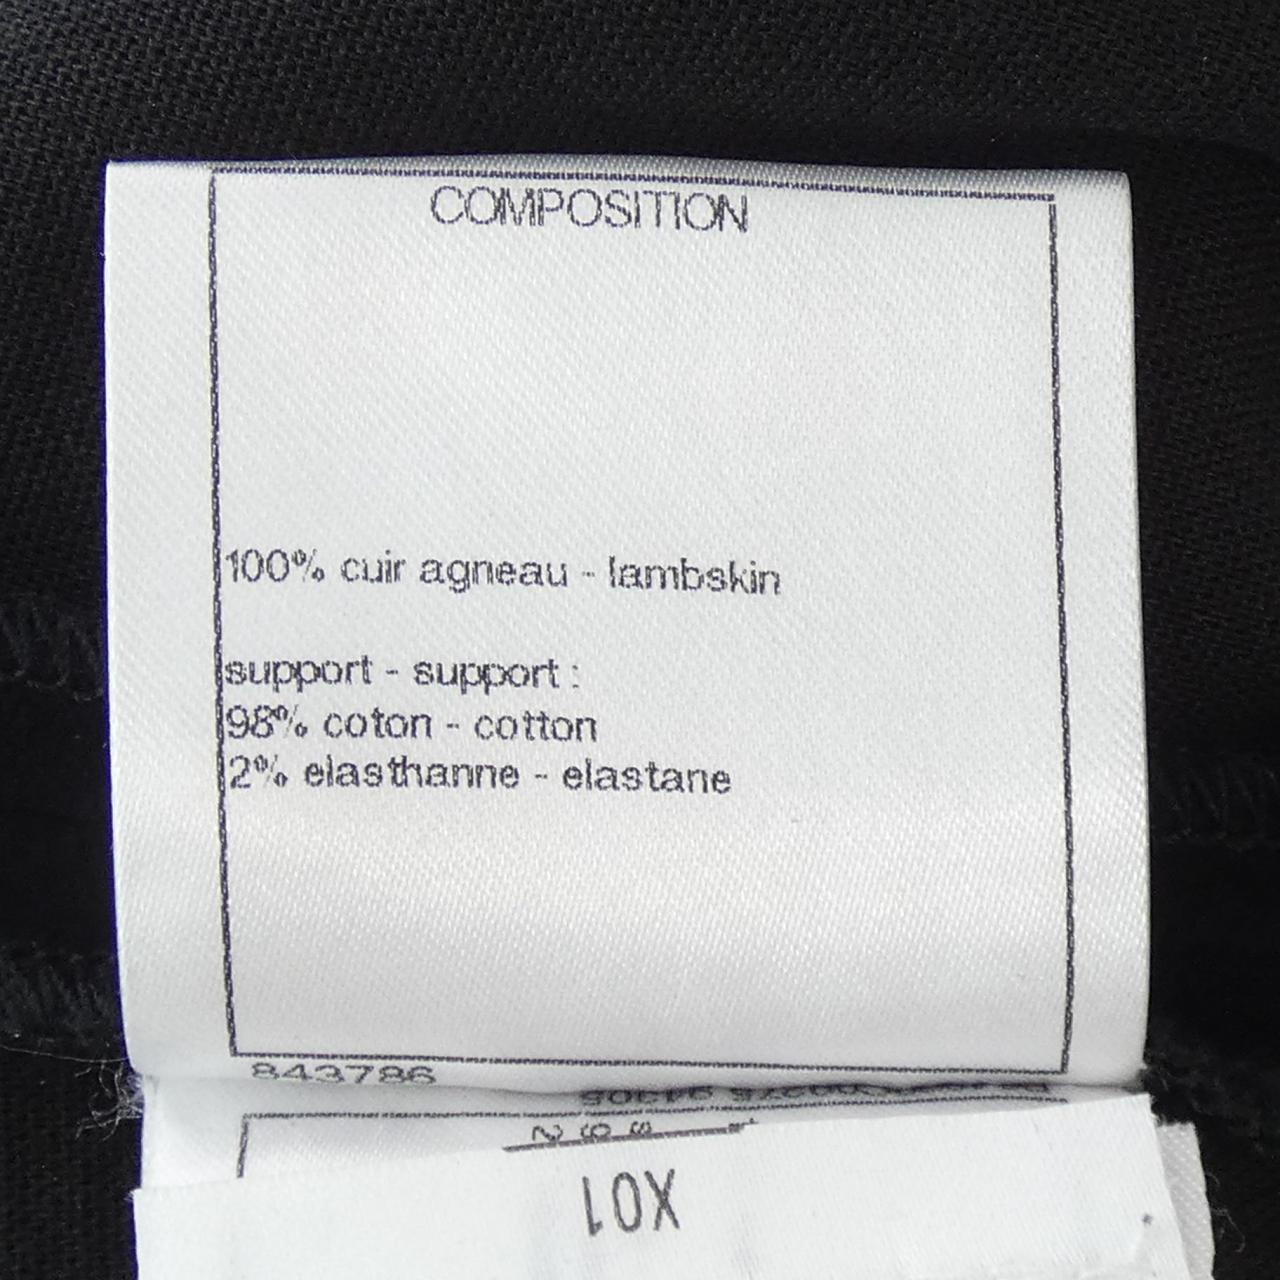 COMPOSITION
100% cuir agneau - lambskin
support - support :
98% coton - cotton
2% elasthanne - elastane
843786
X01